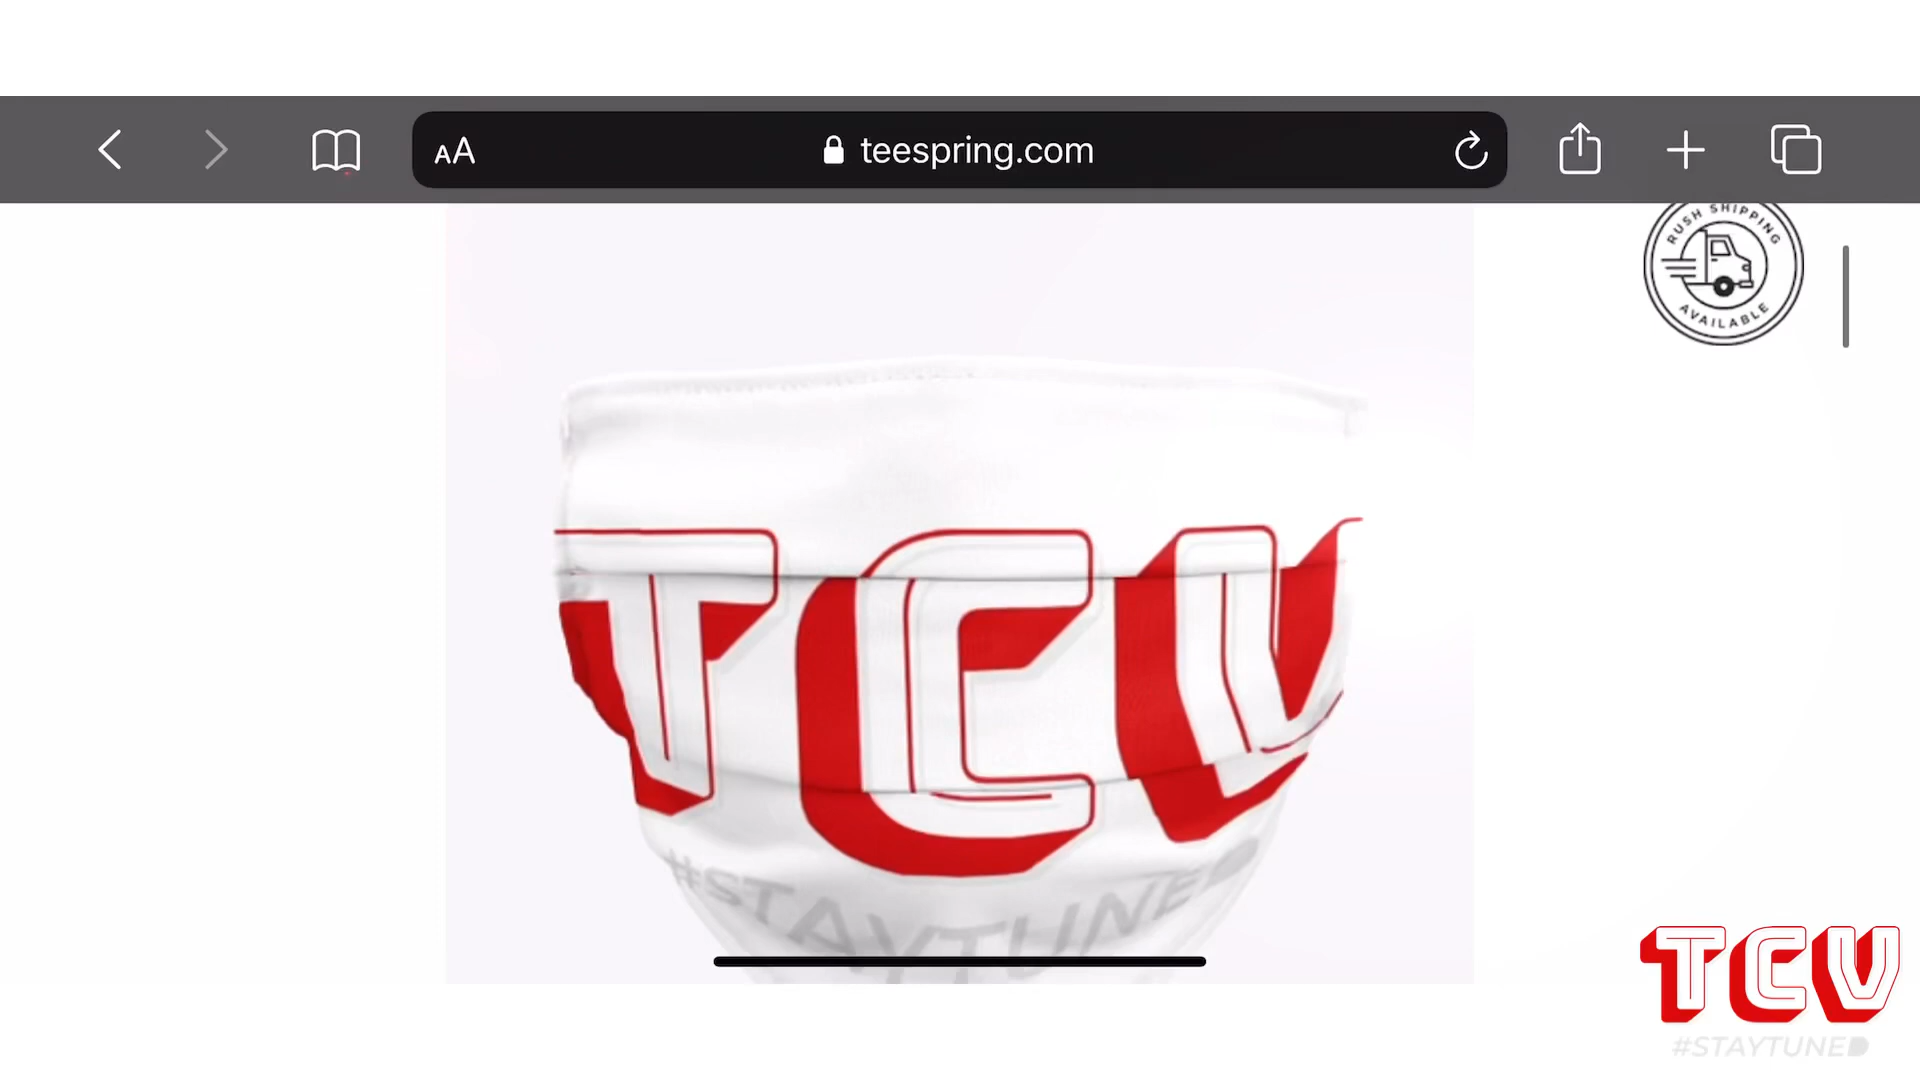 AA teespring.com
RUSH SHIPPING
AVAILABLE
TCV
#STAYTUNED
TCV
#STAYTUNED